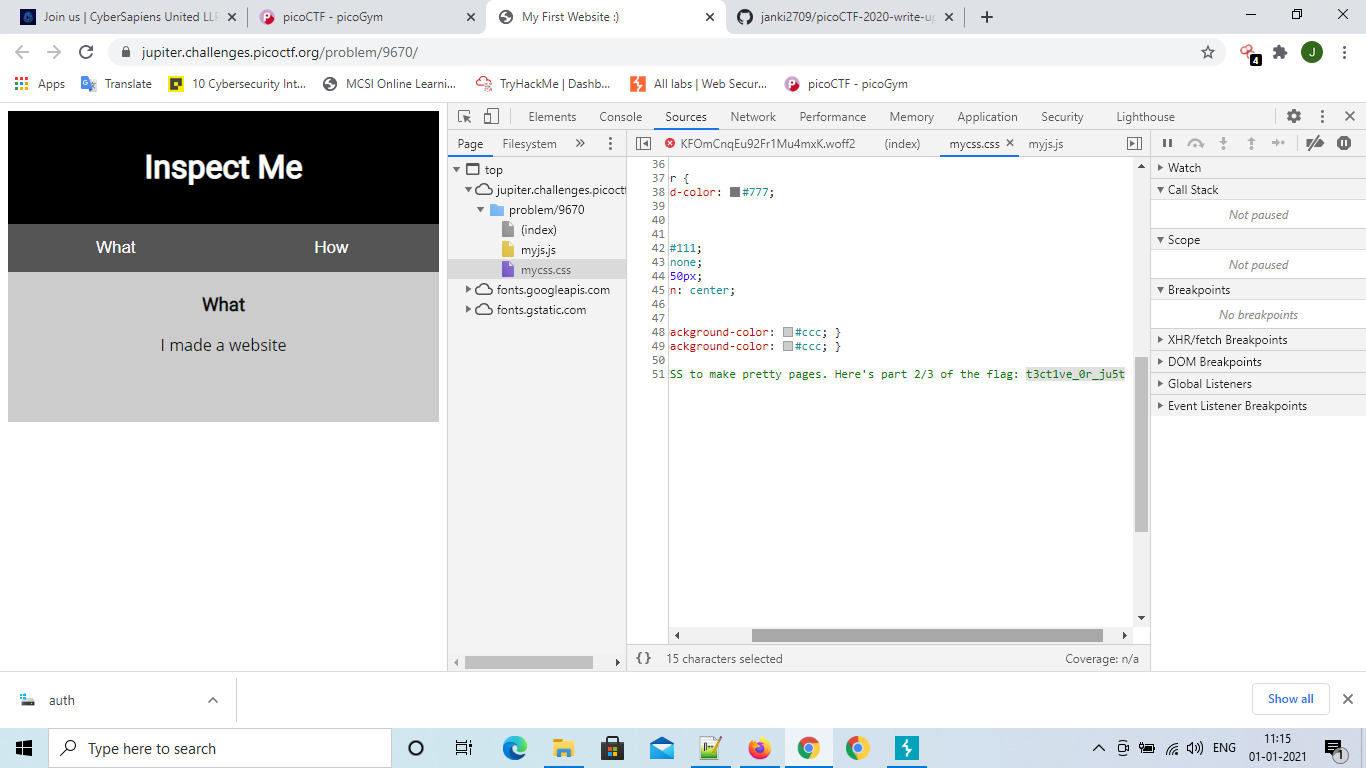 Join us | CyberSapiens United LLP
picoCTF - picoGym
My First Website :)
janki2709/picoCTF-2020-write-up
jupiter.challenges.picoctf.org/problem/9670/
4
J
Apps
Translate
10 Cybersecurity Int...
MCSI Online Learni...
TryHackMe | Dashb...
All labs | Web Secur...
picoCTF - picoGym
Inspect Me
What
How
What
I made a website
Elements
Console
Sources
Network
Performance
Memory
Application
Security
Lighthouse
Page
Filesystem
»
KFOmCnqEu92Fr1Mu4mxK.woff2
(index)
mycss.css
myjs.js
top
jupiter.challenges.picoctf
problem/9670
(index)
myjs.js
mycss.css
fonts.googleapis.com
fonts.gstatic.com
36
37 r {
38 d-color: #777;
39
40
41
42 #111;
43 none;
44 50px;
45 n: center;
46
47
48 ackground-color: #ccc; }
49 ackground-color: #ccc; }
50
51 SS to make pretty pages. Here's part 2/3 of the flag: t3ct1ve_0r_ju5t
{} 15 characters selected
Coverage: n/a
Watch
Call Stack
Not paused
Scope
Not paused
Breakpoints
No breakpoints
XHR/fetch Breakpoints
DOM Breakpoints
Global Listeners
Event Listener Breakpoints
auth
Show all
Type here to search
ENG
11:15
01-01-2021
1